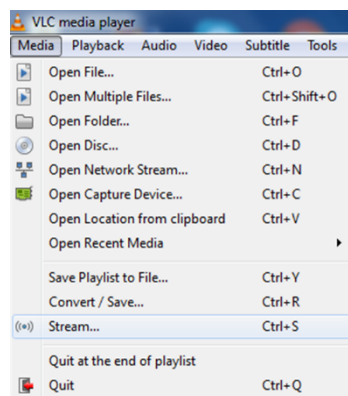 VLC media player
Media Playback Audio Video Subtitle Tools
Open File... Ctrl+O
Open Multiple Files... Ctrl+Shift+O
Open Folder... Ctrl+F
Open Disc... Ctrl+D
Open Network Stream... Ctrl+N
Open Capture Device... Ctrl+C
Open Location from clipboard Ctrl+V
Open Recent Media
Save Playlist to File... Ctrl+Y
Convert / Save... Ctrl+R
Stream... Ctrl+S
Quit at the end of playlist
Quit Ctrl+Q